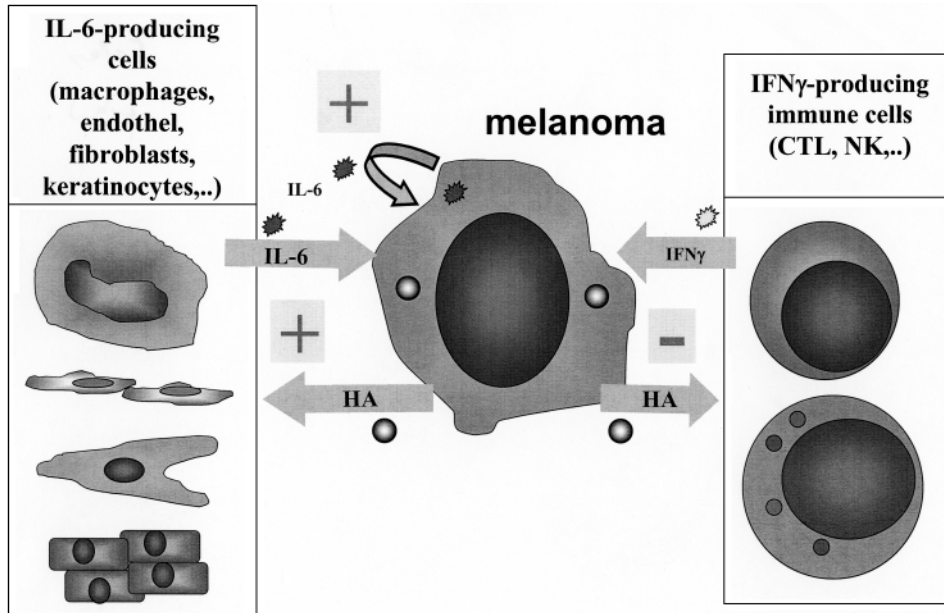 IL-6-producing
cells
(macrophages,
endothel,
fibroblasts,
keratinocytes,..)
+
melanoma
IL-6
IL-6
+
HA
IFNγ-producing
immune cells
(CTL, NK,..)
IFNγ
-
HA